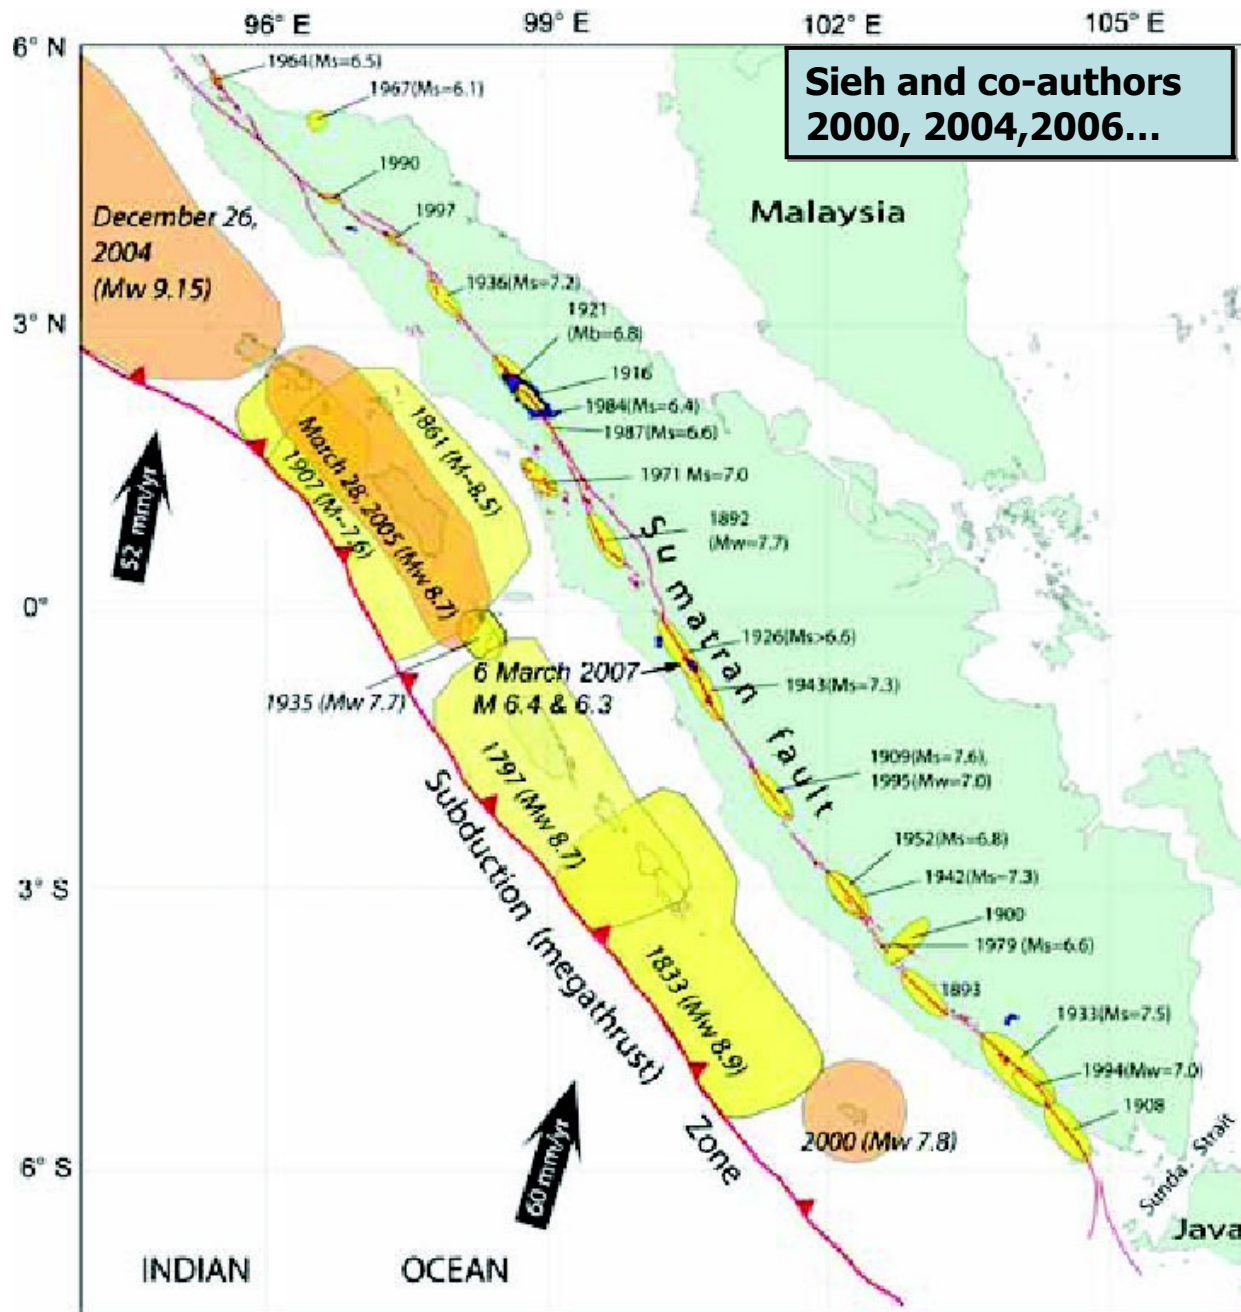 96° E
99° E
102° E
105° E
6° N
3° N
0°
3° S
6° S
Sieh and co-authors
2000, 2004,2006...
1964(Ms=6.5)
1967(Ms=6.1)
1990
1997
Malaysia
December 26,
2004
(Mw 9.15)
1936(Ms=7.2)
1921
(Mb=6.8)
1916
1984(Ms=6.4)
1987(Ms=6.6)
1971 Ms=7.0
1892
(Mw=7.7)
1861 (M~8.5)
March 28, 2005 (Mw 8.7)
1907 (M~7.6)
52 mm/yr
Sumatran fault
1926(Ms>6.6)
6 March 2007
M 6.4 & 6.3
1943(Ms=7.3)
1935 (Mw 7.7)
1797 (Mw 8.7)
1909(Ms=7.6),
1995(Mw=7.0)
Subduction (megathrust) Zone
1952(Ms=6.8)
1942(Ms=7.3)
1900
1979 (Ms=6.6)
1893
1833 (Mw 8.9)
1933(Ms=7.5)
1994(Mw=7.0)
1908
2000 (Mw 7.8)
60 mm/yr
Sunda Strait
Java
INDIAN OCEAN